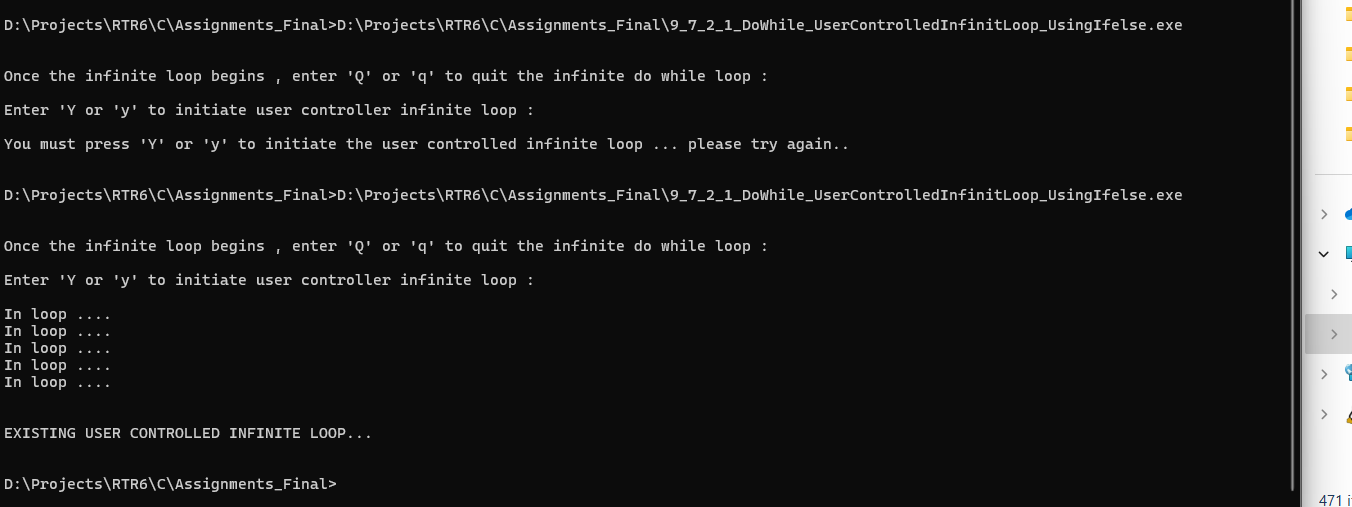 D:\Projects\RTR6\C\Assignments_Final>D:\Projects\RTR6\C\Assignments_Final\9_7_2_1_DoWhile_UserControlledInfinitLoop_UsingIfelse.exe
Once the infinite loop begins , enter 'Q' or 'q' to quit the infinite do while loop :
Enter 'Y or 'y' to initiate user controller infinite loop :
You must press 'Y' or 'y' to initiate the user controlled infinite loop ... please try again..
D:\Projects\RTR6\C\Assignments_Final>D:\Projects\RTR6\C\Assignments_Final\9_7_2_1_DoWhile_UserControlledInfinitLoop_UsingIfelse.exe
Once the infinite loop begins , enter 'Q' or 'q' to quit the infinite do while loop :
Enter 'Y or 'y' to initiate user controller infinite loop :
In loop ....
In loop ....
In loop ....
In loop ....
In loop ....
EXISTING USER CONTROLLED INFINITE LOOP...
D:\Projects\RTR6\C\Assignments_Final>
471